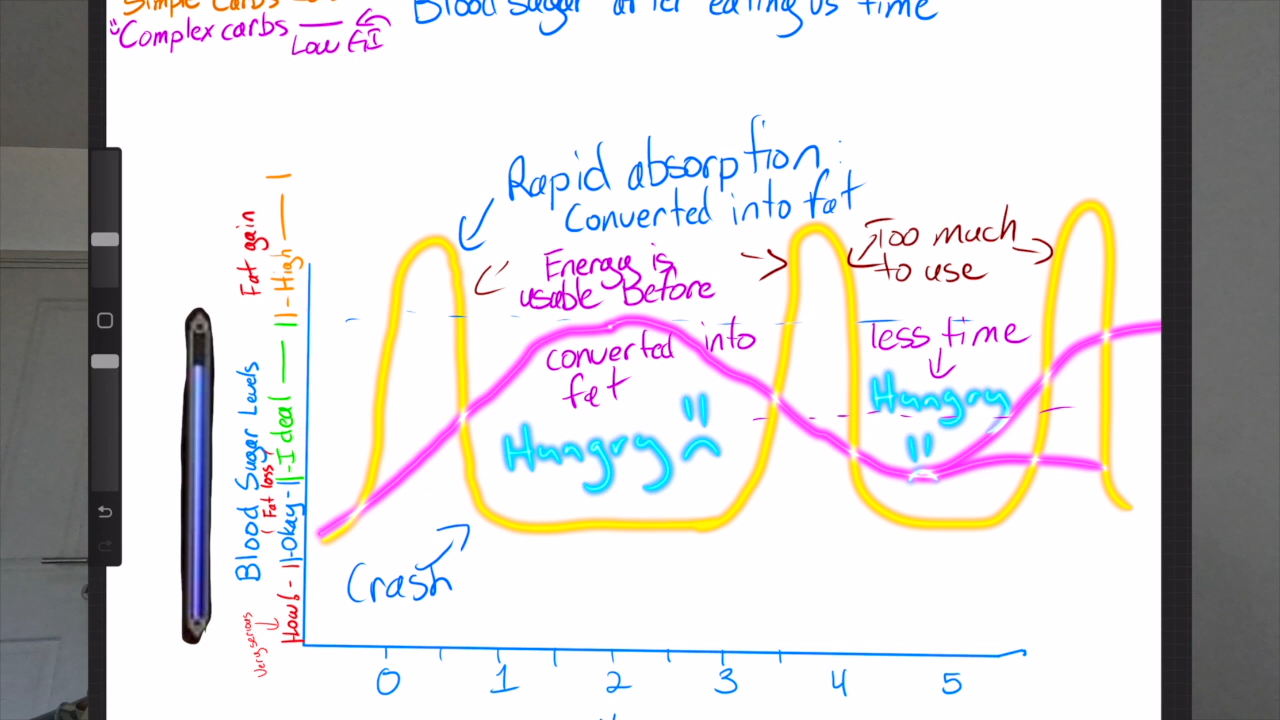 Simple Carbs
"Complex carbs
Low GI
Blood Sugar after eating vs time
Rapid absorption:
Converted into fat
Energy is
usable Before
converted into
fat
Too much
to use
less time
Hungry
Hungry
Crash
Fat gain
High
Ideal
Okay
(Fat loss)
Low
Very serious
Blood Sugar Levels
0 1 2 3 4 5